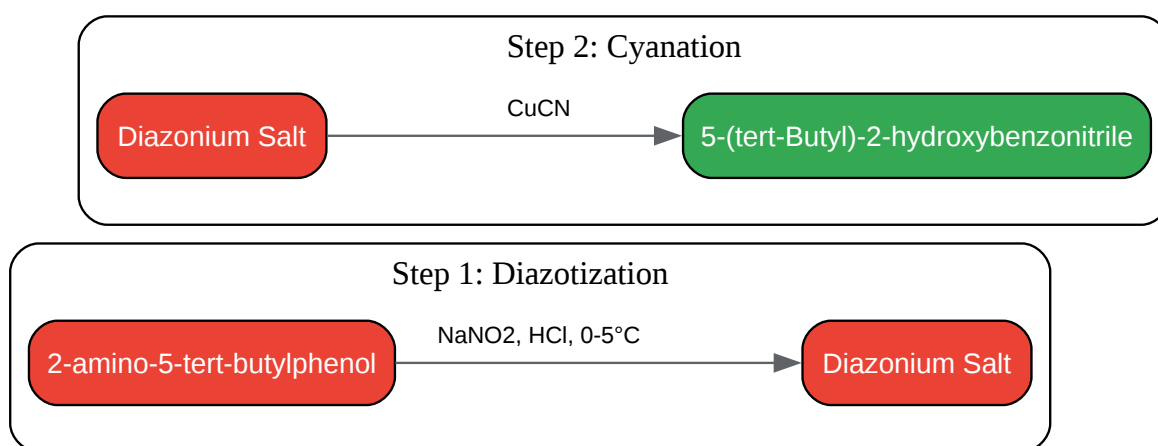 Step 2: Cyanation
CuCN
Diazonium Salt
5-(tert-Butyl)-2-hydroxybenzonitrile
Step 1: Diazotization
NaNO2, HCl, 0-5°C
2-amino-5-tert-butylphenol
Diazonium Salt